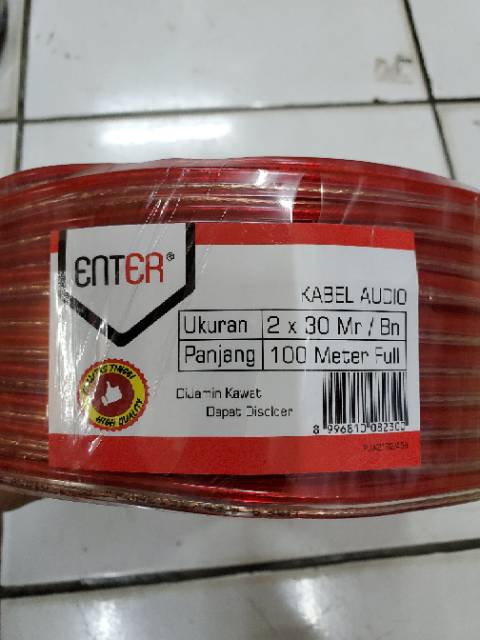 ENTER®
KABEL AUDIO
Ukuran 2 x 30 Mr / Bn
Panjang 100 Meter Full
DiJamin Kawat
Dapat Disolder
HIGH QUALITY
8 996810 082300